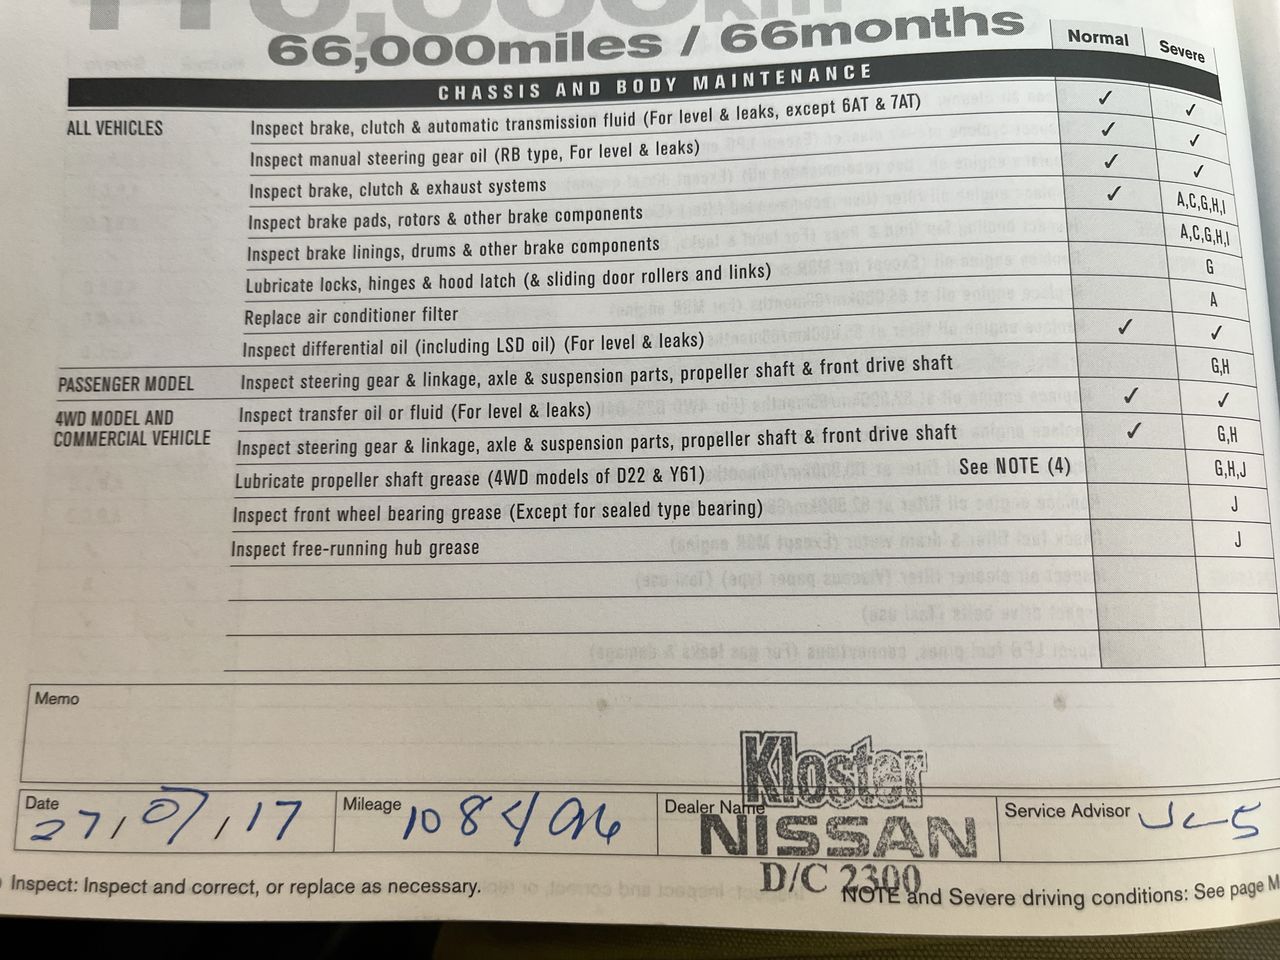 110,000km
66,000miles / 66months
Normal Severe
CHASSIS AND BODY MAINTENANCE
ALL VEHICLES Inspect brake, clutch & automatic transmission fluid (For level & leaks, except 6AT & 7AT) ✓ ✓
Inspect manual steering gear oil (RB type, For level & leaks) ✓ ✓
Inspect brake, clutch & exhaust systems ✓ ✓
Inspect brake pads, rotors & other brake components ✓ A,C,G,H,I
Inspect brake linings, drums & other brake components A,C,G,H,I
Lubricate locks, hinges & hood latch (& sliding door rollers and links) G
Replace air conditioner filter A
Inspect differential oil (including LSD oil) (For level & leaks) ✓ ✓
PASSENGER MODEL Inspect steering gear & linkage, axle & suspension parts, propeller shaft & front drive shaft G,H
4WD MODEL AND Inspect transfer oil or fluid (For level & leaks) ✓ ✓
COMMERCIAL VEHICLE Inspect steering gear & linkage, axle & suspension parts, propeller shaft & front drive shaft ✓ G,H
Lubricate propeller shaft grease (4WD models of D22 & Y61) See NOTE (4) G,H,J
Inspect front wheel bearing grease (Except for sealed type bearing) J
Inspect free-running hub grease J
Memo
Kloster
Date 27/07/17 Mileage Dealer Name Service Advisor
NISSAN
D/C 2300
Inspect: Inspect and correct, or replace as necessary. NOTE and Severe driving conditions: See page